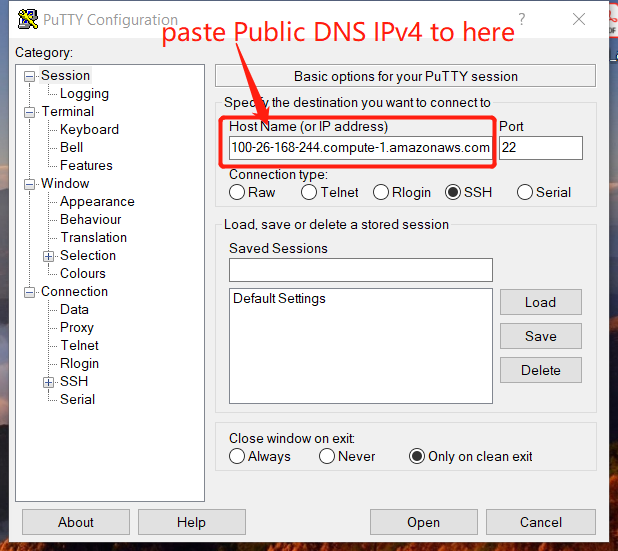 PuTTY Configuration
?
paste Public DNS IPv4 to here
Category:
Session
Logging
Terminal
Keyboard
Bell
Features
Window
Appearance
Behaviour
Translation
Selection
Colours
Connection
Data
Proxy
Telnet
Rlogin
SSH
Serial
Basic options for your PuTTY session
Specify the destination you want to connect to
Host Name (or IP address)
Port
100-26-168-244.compute-1.amazonaws.com
22
Connection type:
Raw
Telnet
Rlogin
SSH
Serial
Load, save or delete a stored session
Saved Sessions
Default Settings
Load
Save
Delete
Close window on exit:
Always
Never
Only on clean exit
About
Help
Open
Cancel